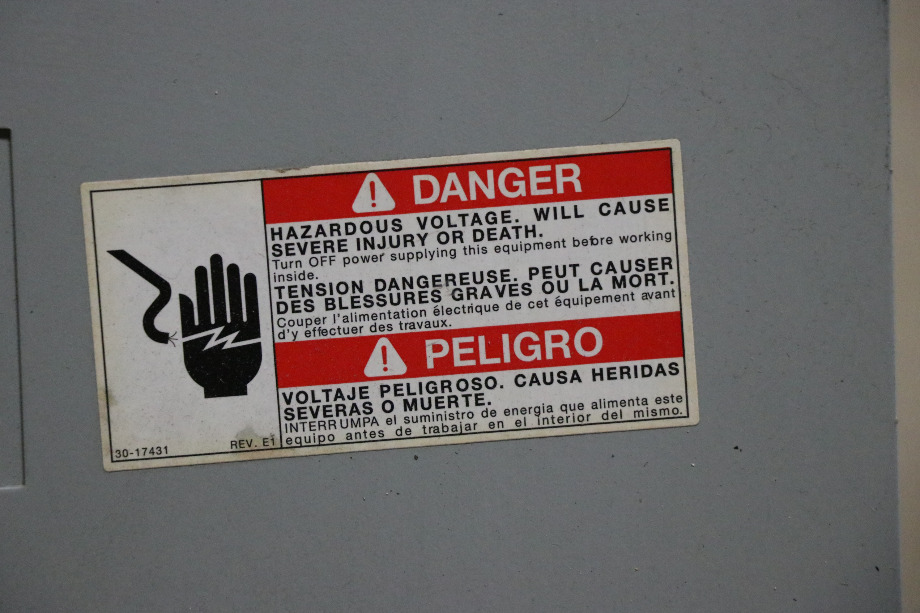 DANGER
HAZARDOUS VOLTAGE. WILL CAUSE
SEVERE INJURY OR DEATH.
Turn OFF power supplying this equipment before working
inside.
TENSION DANGEREUSE. PEUT CAUSER
DES BLESSURES GRAVES OU LA MORT.
Couper l'alimentation électrique de cet équipement avant
d'y effectuer des travaux.
PELIGRO
VOLTAJE PELIGROSO. CAUSA HERIDAS
SEVERAS O MUERTE.
INTERRUMPA el suministro de energia que alimenta este
equipo antes de trabajar en el interior del mismo.
30-17431 REV. E1